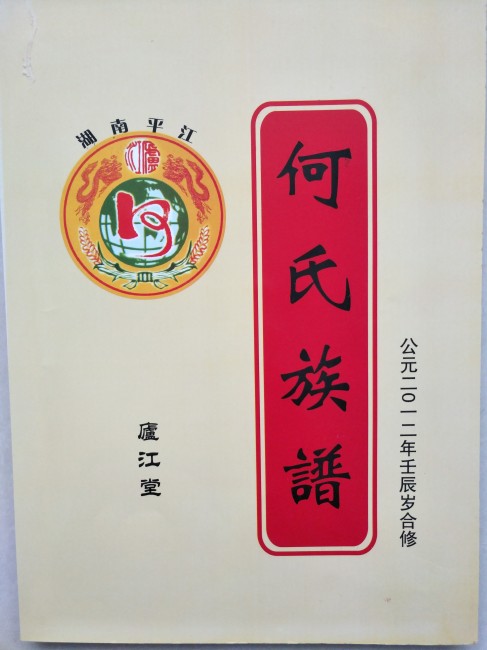 湖南平江
何氏族譜
公元二〇一二年壬辰岁合修
廬江堂